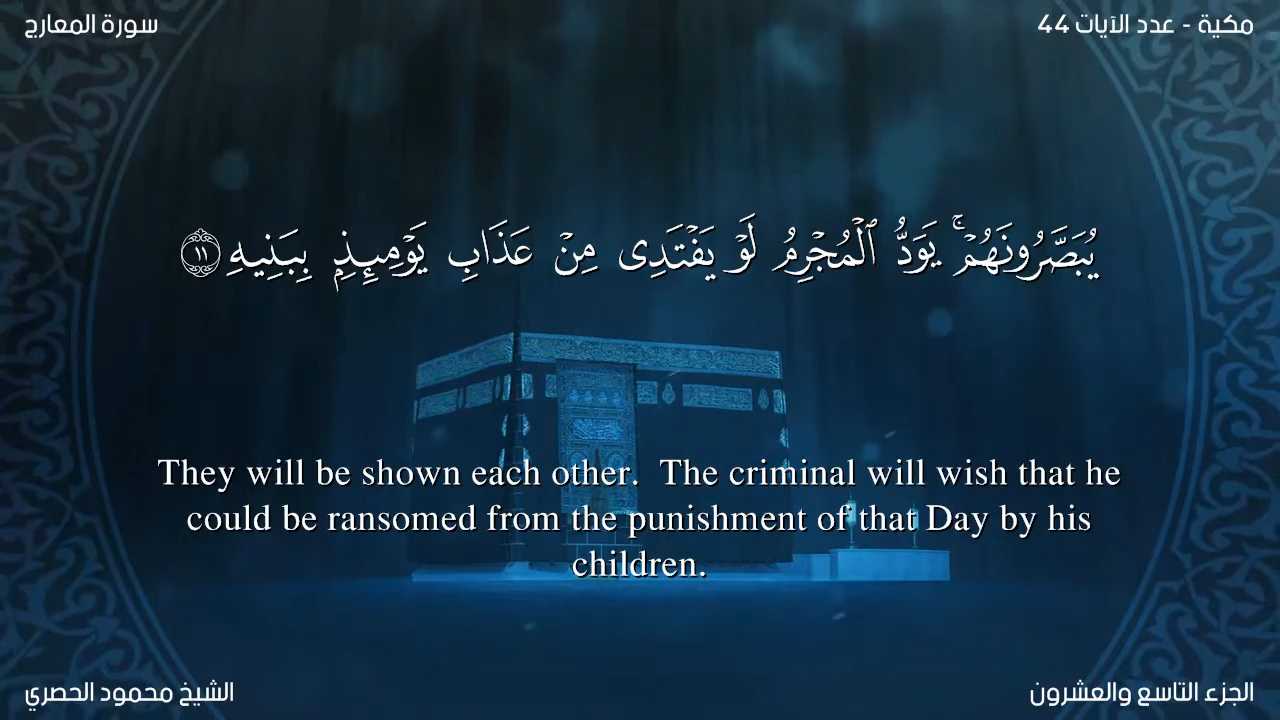 سورة المعارج
مكية - عدد الآيات 44
يُبَصَّرُونَهُمْ ۚ يَوَدُّ ٱلْمُجْرِمُ لَوْ يَفْتَدِى مِنْ عَذَابِ يَوْمِئِذٍۭ بِبَنِيهِ ١١
They will be shown each other. The criminal will wish that he
could be ransomed from the punishment of that Day by his
children.
الشيخ محمود الحصري
الجزء التاسع والعشرون